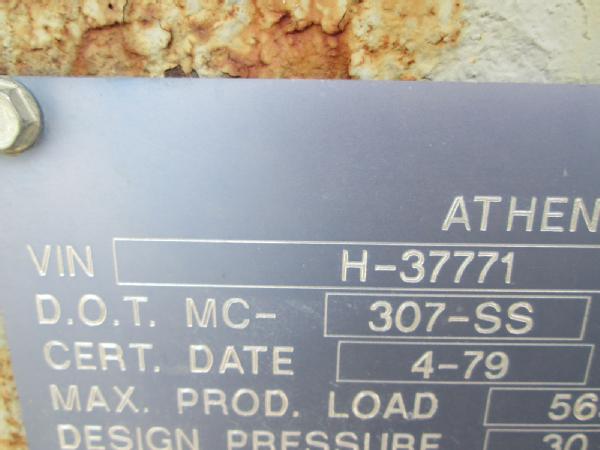 ATHEN
VIN H-37771
D.O.T. MC- 307-SS
CERT. DATE 4-79
MAX. PROD. LOAD 56
DESIGN PRESSURE 30